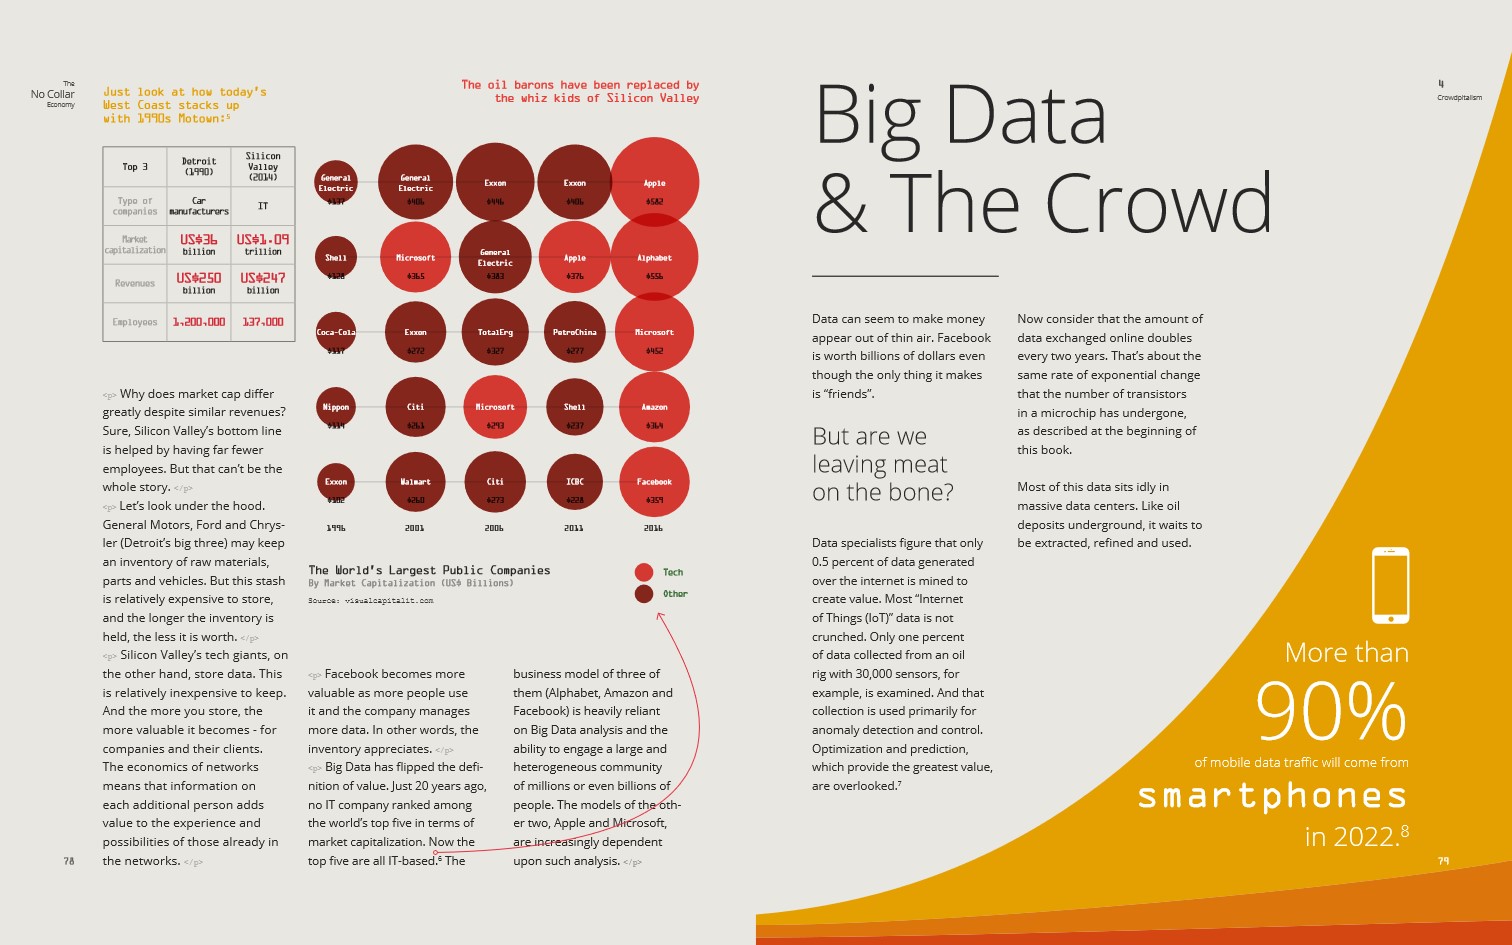 The
No Collar
Economy
Just look at how today's
West Coast stacks up
with 1990s Motown:⁵
Top 3
Detroit
(1990)
Silicon
Valley
(2014)
Type of
companies
Car
manufacturers
IT
Market
capitalization
US$36
billion
US$1.09
trillion
Revenues
US$250
billion
US$247
billion
Employees
1,200,000
137,000
<p> Why does market cap differ
greatly despite similar revenues?
Sure, Silicon Valley's bottom line
is helped by having far fewer
employees. But that can't be the
whole story. </p>
<p> Let's look under the hood.
General Motors, Ford and Chrys-
ler (Detroit's big three) may keep
an inventory of raw materials,
parts and vehicles. But this stash
is relatively expensive to store,
and the longer the inventory is
held, the less it is worth. </p>
<p> Silicon Valley's tech giants, on
the other hand, store data. This
is relatively inexpensive to keep.
And the more you store, the
more valuable it becomes - for
companies and their clients.
The economics of networks
means that information on
each additional person adds
value to the experience and
possibilities of those already in
the networks. </p>
78
The oil barons have been replaced by
the whiz kids of Silicon Valley
General
Electric
$137
General
Electric
$406
Exxon
$446
Exxon
$406
Apple
$582
Shell
$128
Microsoft
$365
General
Electric
$383
Apple
$376
Alphabet
$556
Coca-Cola
$117
Exxon
$272
TotalErg
$327
PetroChina
$277
Microsoft
$452
Nippon
$114
Citi
$261
Microsoft
$293
Shell
$237
Amazon
$364
Exxon
$102
Walmart
$260
Citi
$273
ICBC
$228
Facebook
$359
1996
2001
2006
2011
2016
The World's Largest Public Companies
By Market Capitalization (US$ Billions)
Source: visualcapitalit.com
Tech
Other
<p> Facebook becomes more
valuable as more people use
it and the company manages
more data. In other words, the
inventory appreciates. </p>
<p> Big Data has flipped the defi-
nition of value. Just 20 years ago,
no IT company ranked among
the world's top five in terms of
market capitalization. Now the
top five are all IT-based.⁶ The
business model of three of
them (Alphabet, Amazon and
Facebook) is heavily reliant
on Big Data analysis and the
ability to engage a large and
heterogeneous community
of millions or even billions of
people. The models of the oth-
er two, Apple and Microsoft,
are increasingly dependent
upon such analysis. </p>
Big Data
& The Crowd
4
Crowdpitalism
Data can seem to make money
appear out of thin air. Facebook
is worth billions of dollars even
though the only thing it makes
is “friends”.
But are we
leaving meat
on the bone?
Data specialists figure that only
0.5 percent of data generated
over the internet is mined to
create value. Most “Internet
of Things (IoT)” data is not
crunched. Only one percent
of data collected from an oil
rig with 30,000 sensors, for
example, is examined. And that
collection is used primarily for
anomaly detection and control.
Optimization and prediction,
which provide the greatest value,
are overlooked.⁷
Now consider that the amount of
data exchanged online doubles
every two years. That's about the
same rate of exponential change
that the number of transistors
in a microchip has undergone,
as described at the beginning of
this book.
Most of this data sits idly in
massive data centers. Like oil
deposits underground, it waits to
be extracted, refined and used.
More than
90%
of mobile data traffic will come from
smartphones
in 2022.⁸
79